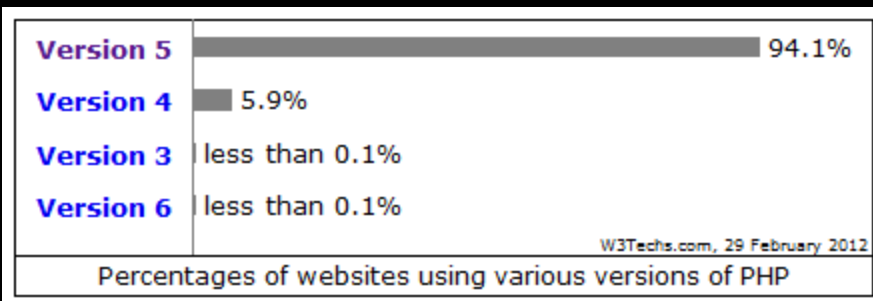 Version 5 94.1%
Version 4 5.9%
Version 3 less than 0.1%
Version 6 less than 0.1%
W3Techs.com, 29 February 2012
Percentages of websites using various versions of PHP